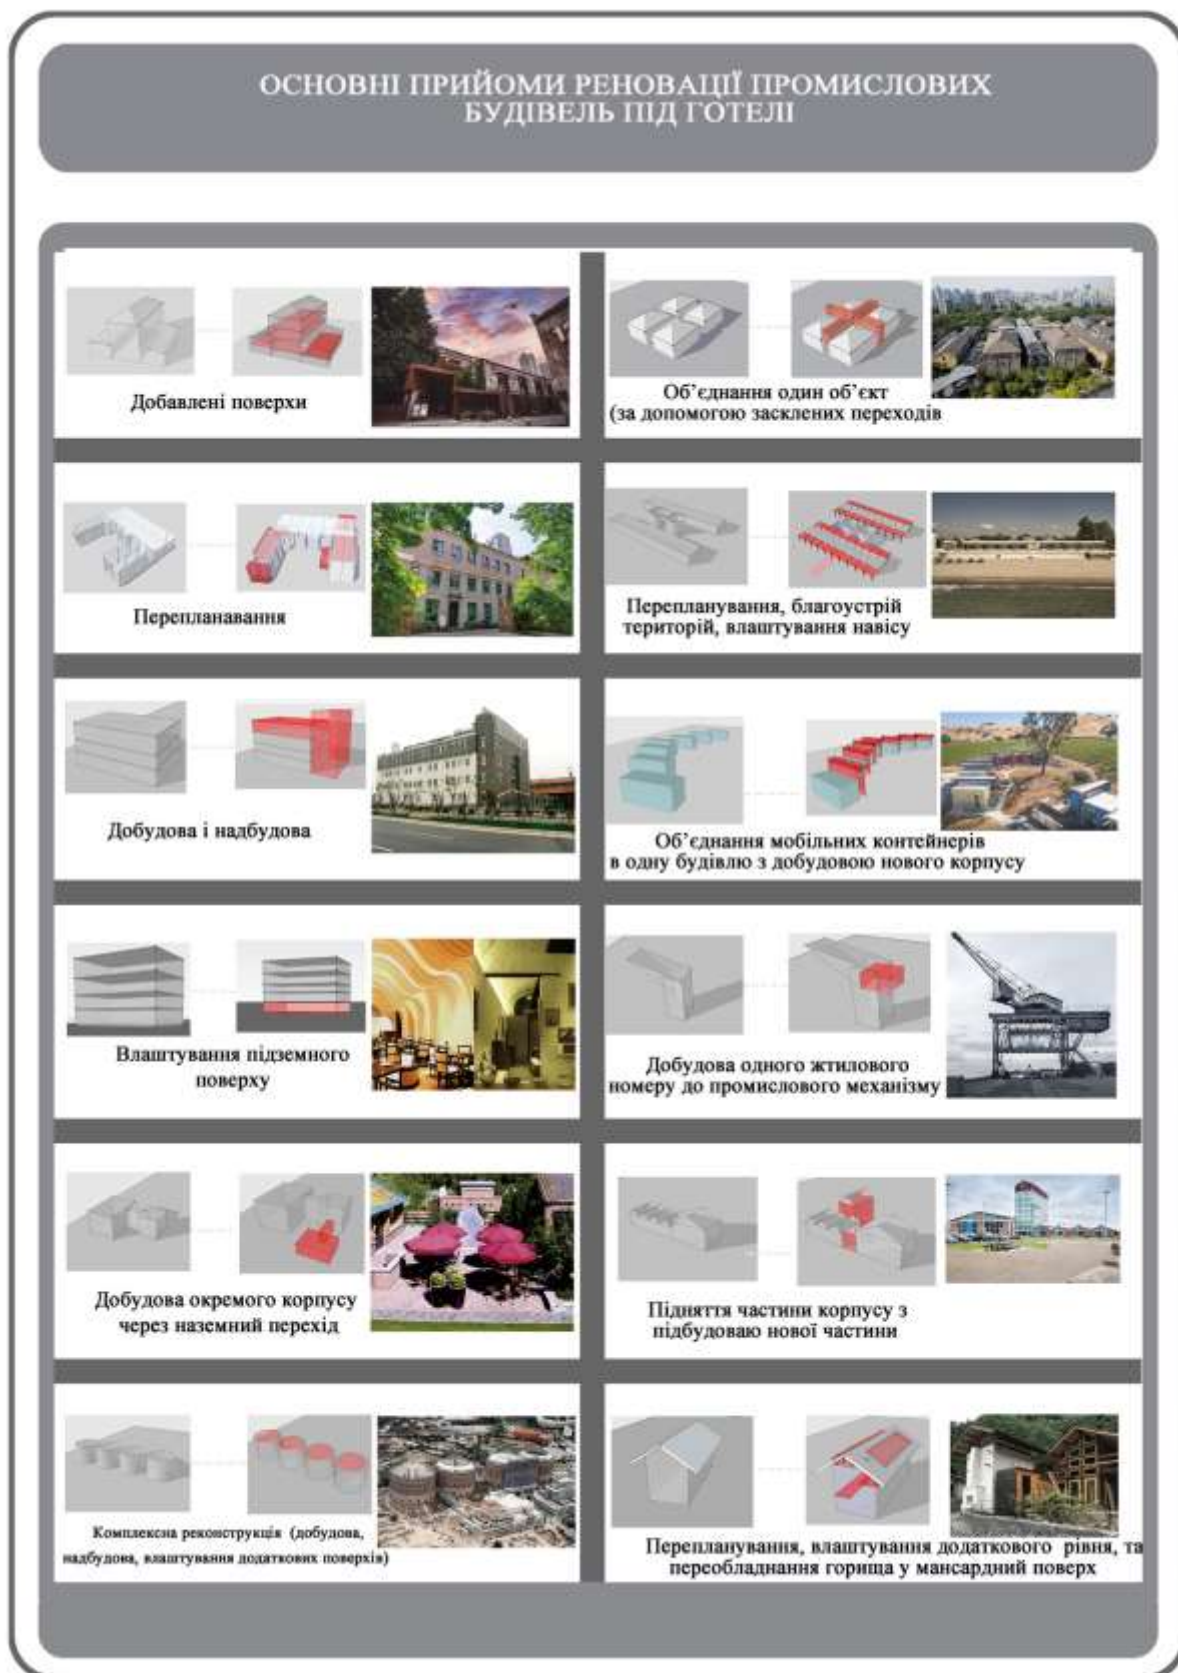 ОСНОВНІ ПРИЙОМИ РЕНОВАЦІЇ ПРОМИСЛОВИХ
БУДІВЕЛЬ ПІД ГОТЕЛІ
Добавлені поверхи
Об’єднання один об’єкт
(за допомогою засклених переходів
Перепланавання
Перепланування, благоустрій
територій, влаштування навісу
Добудова і надбудова
Об’єднання мобільних контейнерів
в одну будівлю з добудовою нового корпусу
Влаштування підземного
поверху
Добудова одного жтилового
номеру до промислового механізму
Добудова окремого корпусу
через наземний перехід
Підняття частини корпусу з
підбудоваю нової частини
Комплексна реконструкція (добудова,
надбудова, влаштування додаткових поверхів)
Перепланування, влаштування додаткового рівня, та
переобладнання горища у мансардний поверх